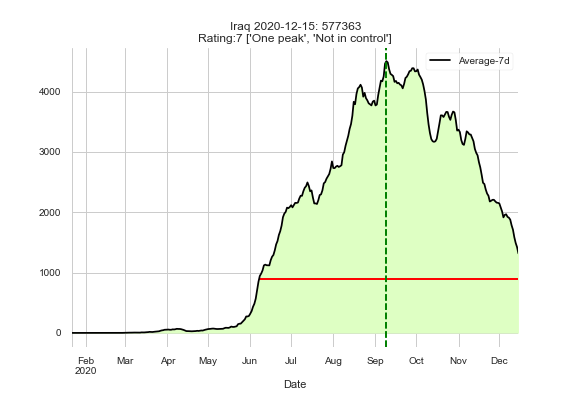 Iraq 2020-12-15: 577363
Rating:7 ['One peak', 'Not in control']
Average-7d
4000
3000
2000
1000
0
Feb Mar Apr May Jun Jul Aug Sep Oct Nov Dec
2020
Date